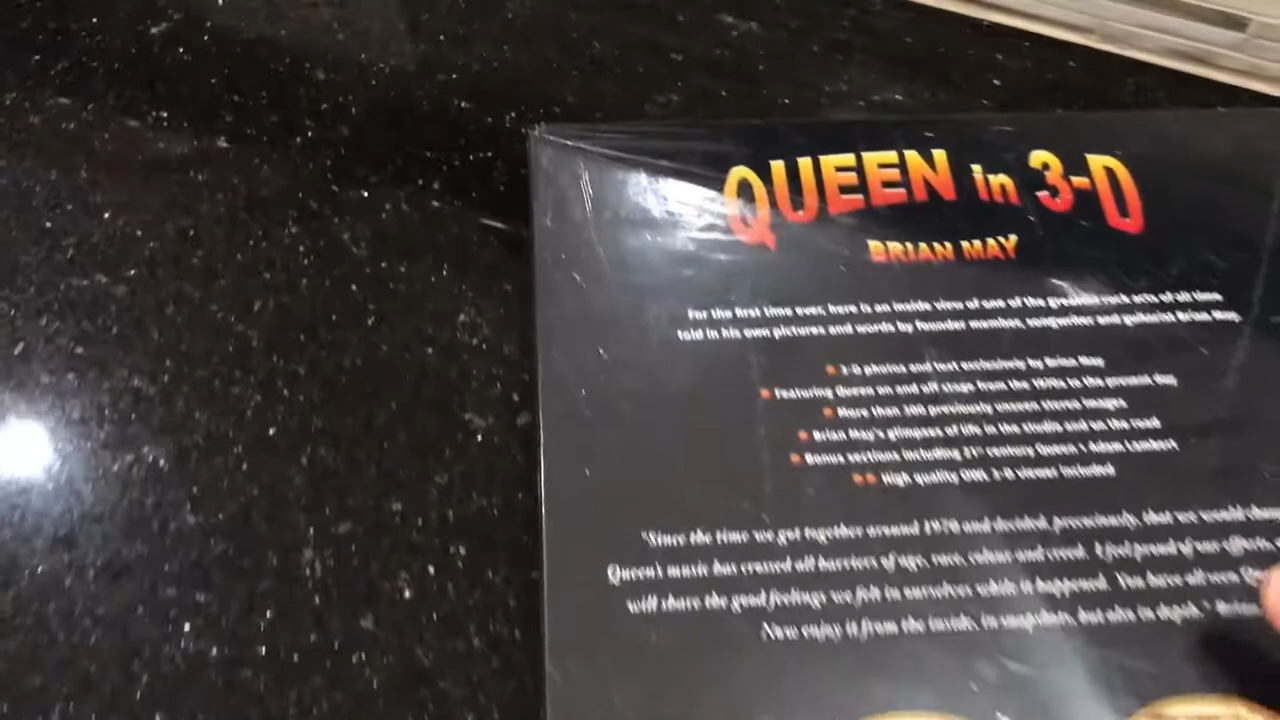 QUEEN in 3-D
BRIAN MAY
For the first time ever, here is an inside view of one of the greatest rock acts of all time
told in his own pictures and words by founder member, songwriter and guitarist Brian May.
3-D photos and text exclusively by Brian May
Featuring Queen on and off stage from the 1970s to the present day
More than 300 previously unseen stereo images
Brian May's glimpses of life in the studio and on the road
Bonus sections including 21st century Queen + Adam Lambert
High quality OWL 3-D viewer included
"Since the time we got together around 1970 and decided, precociously, that we would
Queen's music has crossed all barriers of age, race, colour and creed. I feel proud of our efforts,
will share the good feelings we felt in ourselves while it happened. You have all seen
Now enjoy it from the inside, in snapshots, but also in depth."